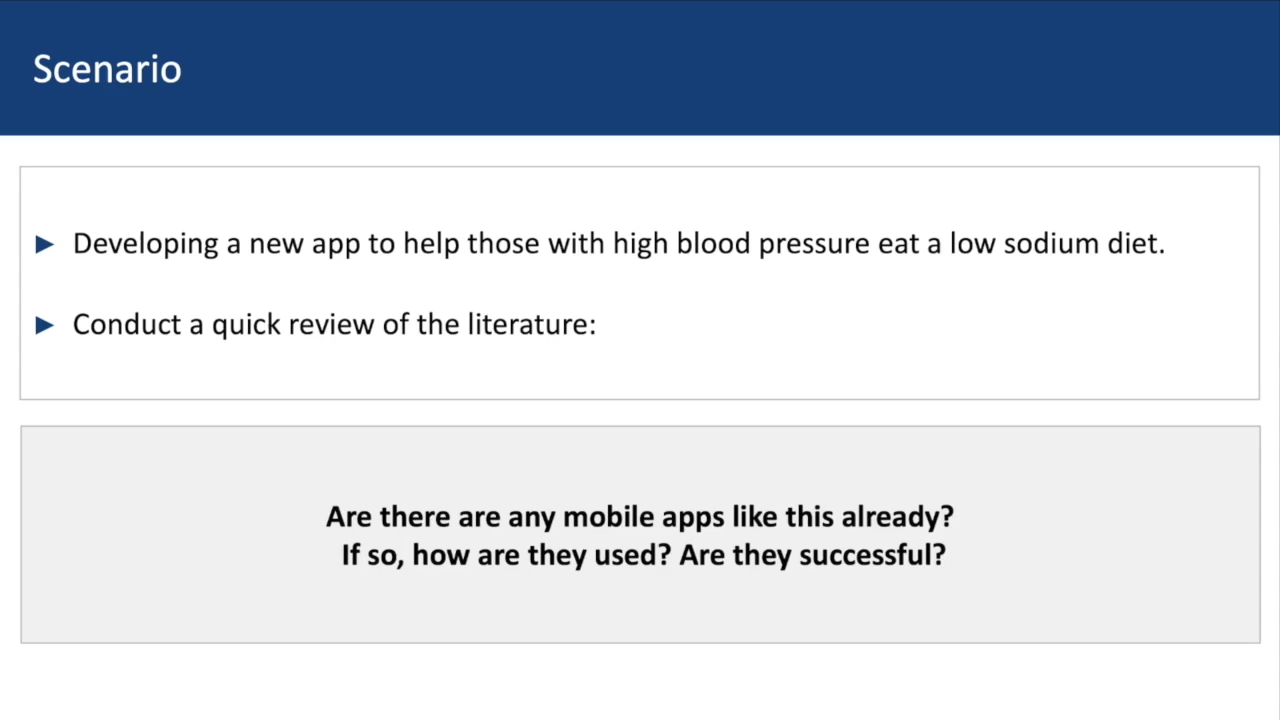 Scenario
► Developing a new app to help those with high blood pressure eat a low sodium diet.
► Conduct a quick review of the literature:
Are there are any mobile apps like this already?
If so, how are they used? Are they successful?